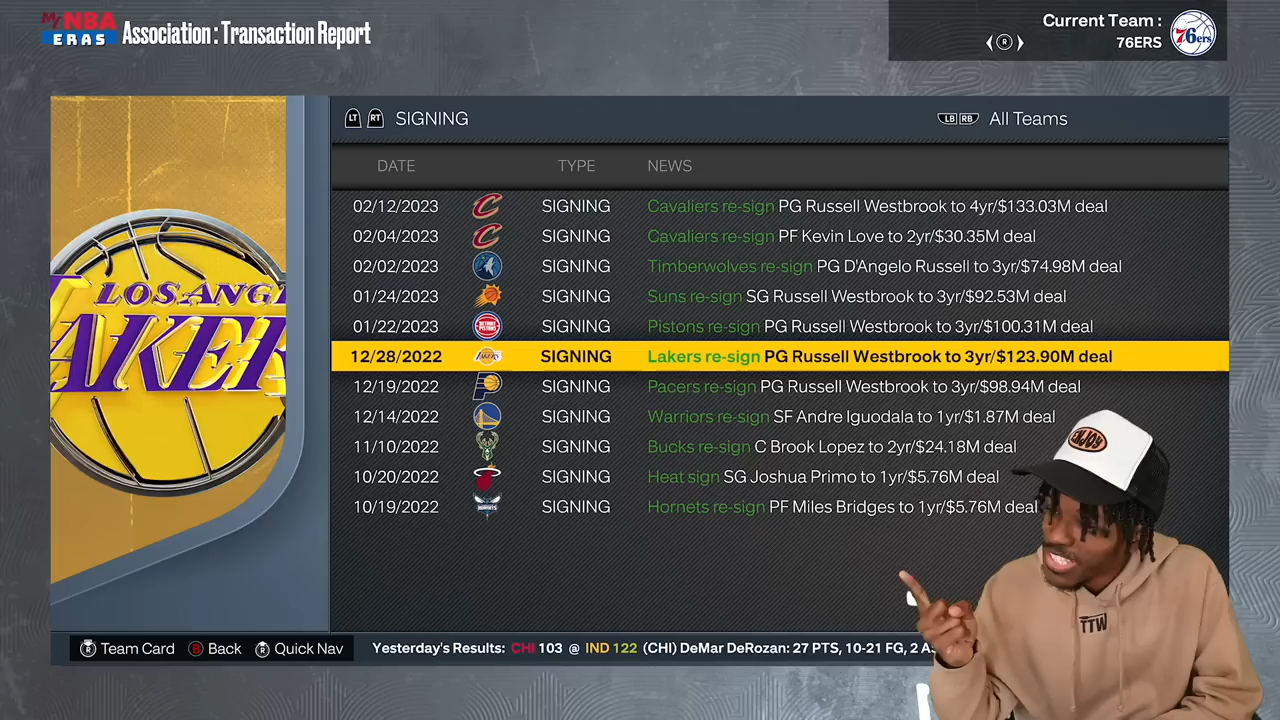 My NBA ERAS Association : Transaction Report
Current Team :
R 76ERS 76ers
LT RT SIGNING LB RB All Teams
DATE TYPE NEWS
02/12/2023 SIGNING Cavaliers re-sign PG Russell Westbrook to 4yr/$133.03M deal
02/04/2023 SIGNING Cavaliers re-sign PF Kevin Love to 2yr/$30.35M deal
02/02/2023 SIGNING Timberwolves re-sign PG D'Angelo Russell to 3yr/$74.98M deal
01/24/2023 SIGNING Suns re-sign SG Russell Westbrook to 3yr/$92.53M deal
01/22/2023 SIGNING Pistons re-sign PG Russell Westbrook to 3yr/$100.31M deal
12/28/2022 SIGNING Lakers re-sign PG Russell Westbrook to 3yr/$123.90M deal
12/19/2022 SIGNING Pacers re-sign PG Russell Westbrook to 3yr/$98.94M deal
12/14/2022 SIGNING Warriors re-sign SF Andre Iguodala to 1yr/$1.87M deal
11/10/2022 SIGNING Bucks re-sign C Brook Lopez to 2yr/$24.18M deal
10/20/2022 SIGNING Heat sign SG Joshua Primo to 1yr/$5.76M deal
10/19/2022 SIGNING Hornets re-sign PF Miles Bridges to 1yr/$5.76M deal
LOS ANGE
LAKER
ENJOY
TTW
R Team Card B Back R Quick Nav Yesterday's Results: CHI 103 @ IND 122 (CHI) DeMar DeRozan: 27 PTS, 10-21 FG, 2 AS